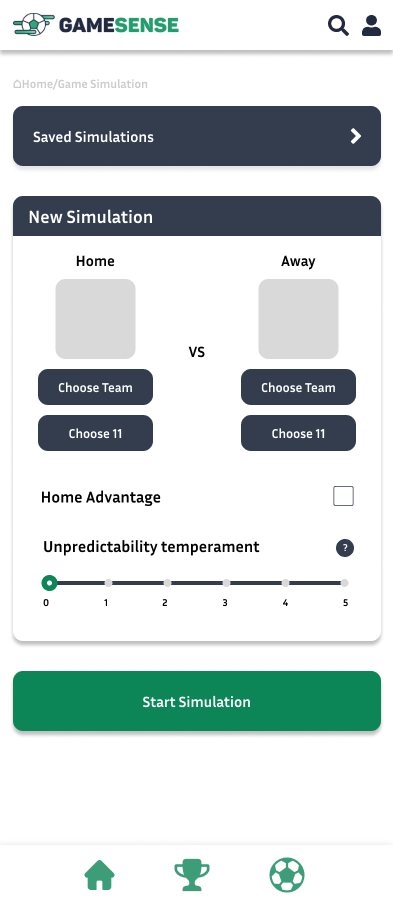 GAMESENSE
Home/Game Simulation
Saved Simulations
New Simulation
Home Away
VS
Choose Team Choose Team
Choose 11 Choose 11
Home Advantage
Unpredictability temperament ?
0 1 2 3 4 5
Start Simulation